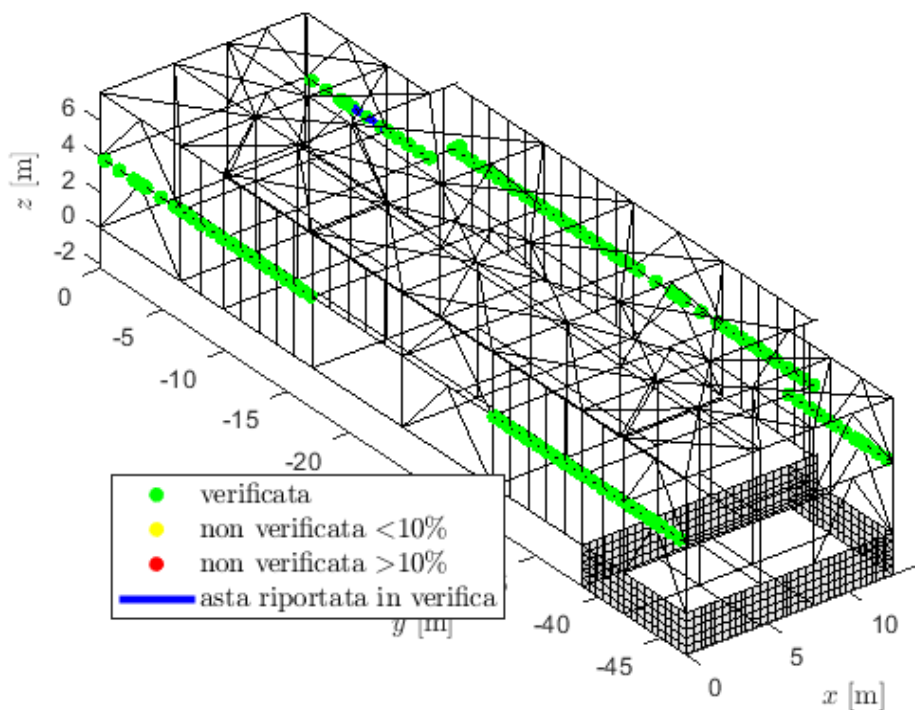 6
4
2
0
-2
z [m]
0
-5
-10
-15
-20
verificata
non verificata <10%
non verificata >10%
asta riportata in verifica
y [m]
-40
-45
0
5
10
x [m]